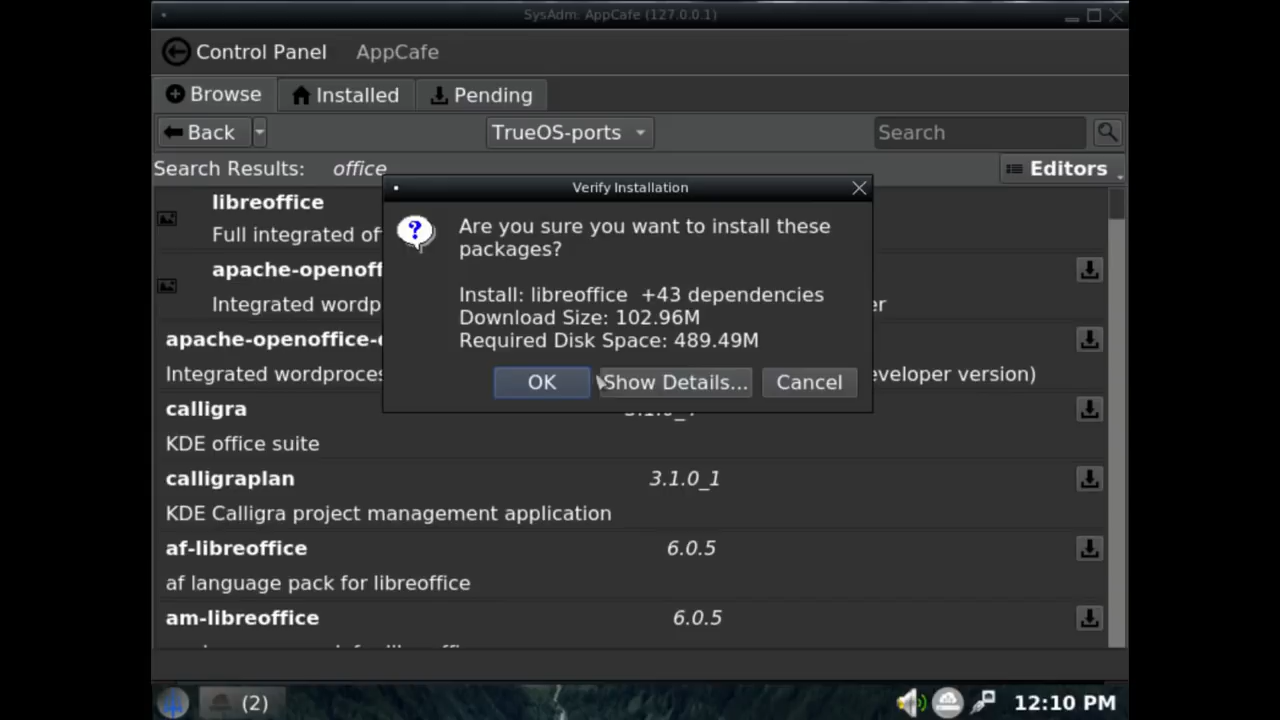 SysAdm: AppCafe (127.0.0.1)
Control Panel AppCafe
Browse Installed Pending
Back TrueOS-ports Search
Search Results: office Editors
Verify Installation
libreoffice
Full integrated of
apache-openoff
Integrated wordp er
apache-openoffice-
Integrated wordproces eveloper version)
Are you sure you want to install these
packages?
Install: libreoffice +43 dependencies
Download Size: 102.96M
Required Disk Space: 489.49M
OK Show Details... Cancel
calligra
KDE office suite
calligraplan 3.1.0_1
KDE Calligra project management application
af-libreoffice 6.0.5
af language pack for libreoffice
am-libreoffice 6.0.5
(2) 12:10 PM